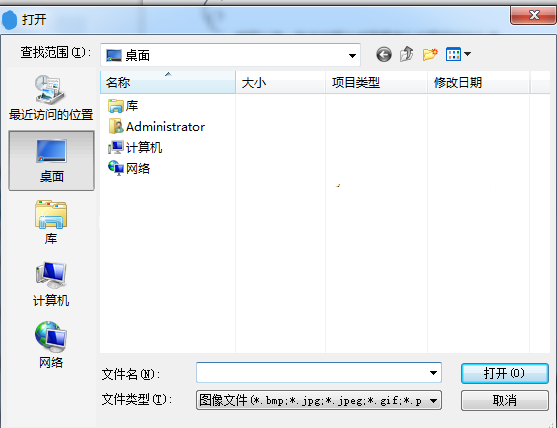 打开
查找范围(I):
桌面
名称
大小
项目类型
修改日期
库
Administrator
计算机
网络
最近访问的位置
桌面
库
计算机
网络
文件名(N):
打开(O)
文件类型(T):
图像文件(*.bmp;*.jpg;*.jpeg;*.gif;*.p
取消